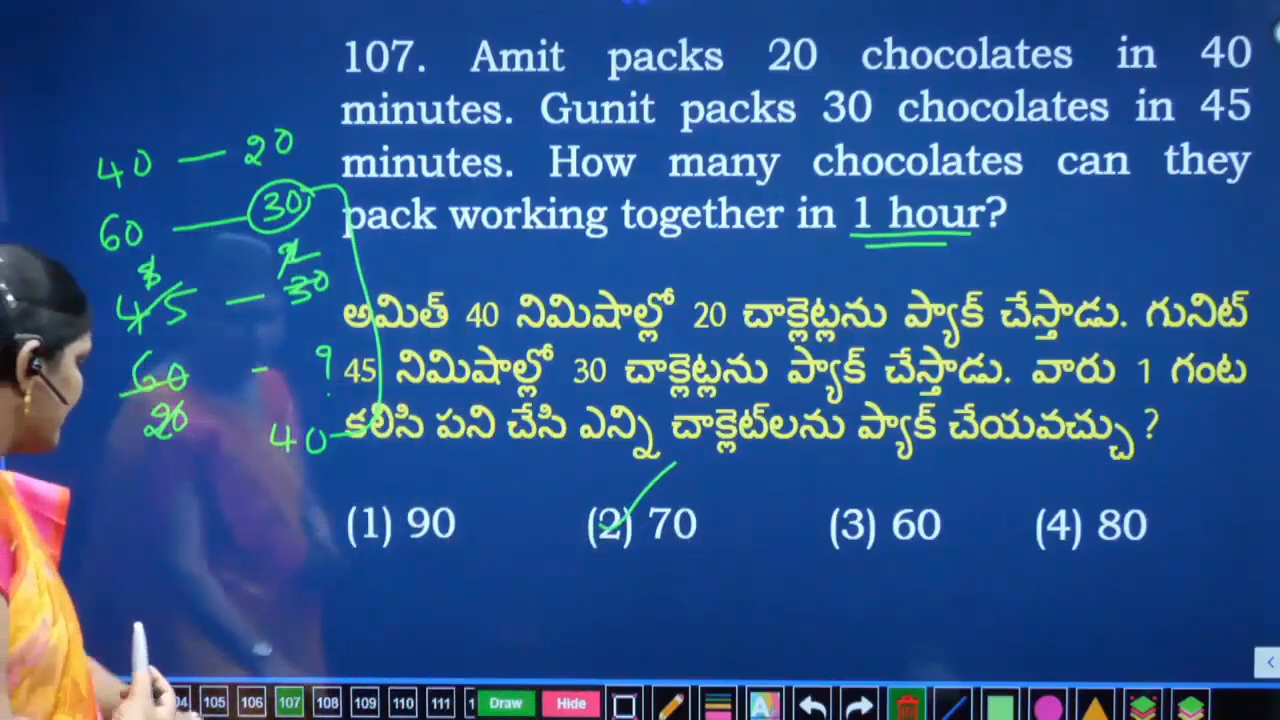 107. Amit packs 20 chocolates in 40
minutes. Gunit packs 30 chocolates in 45
minutes. How many chocolates can they
pack working together in 1 hour?
అమిత్ 40 నిమిషాల్లో 20 చాక్లెట్లను ప్యాక్ చేస్తాడు. గునిట్
45 నిమిషాల్లో 30 చాక్లెట్లను ప్యాక్ చేస్తాడు. వారు 1 గంట
కలిసి పని చేసి ఎన్ని చాక్లెట్‌లను ప్యాక్ చేయవచ్చు ?
(1) 90 (2) 70 (3) 60 (4) 80
40 — 20
60 — 30
2
45 — 30
60 - ?
20
40
105 106 107 108 109 110 111 Draw Hide